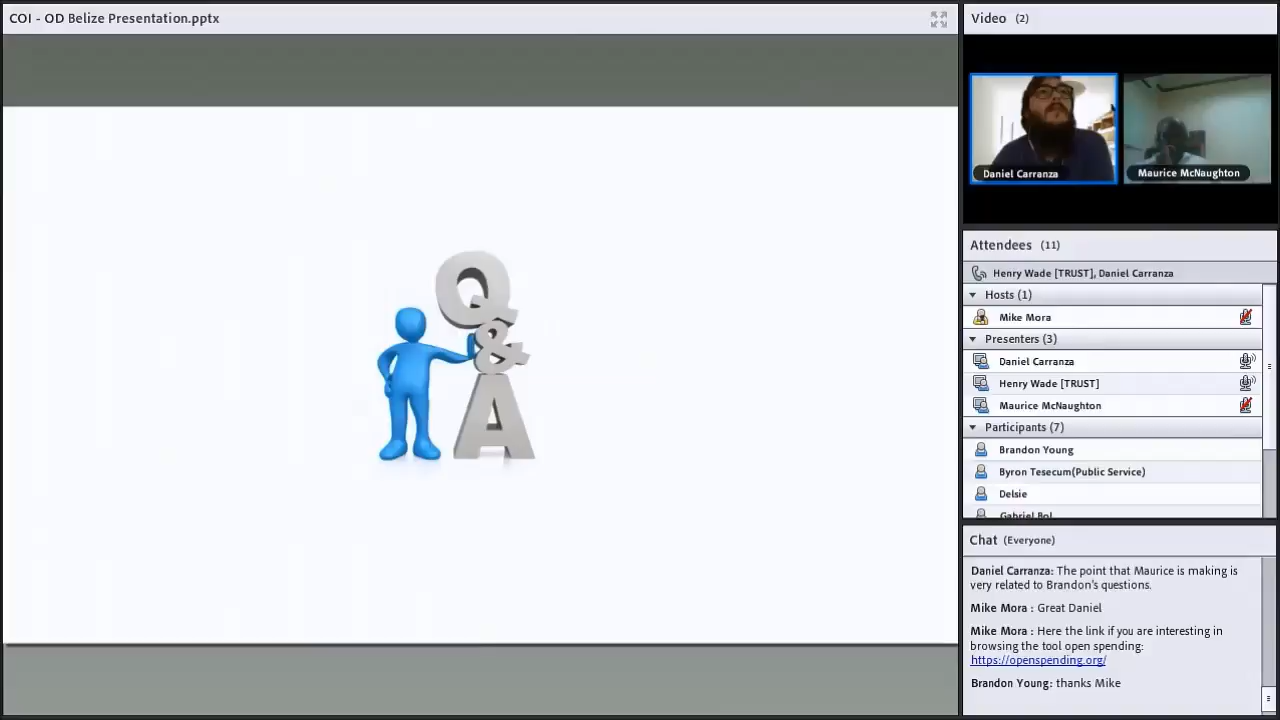 COI - OD Belize Presentation.pptx
Q
&
A
Video (2)
Daniel Carranza
Maurice McNaughton
Attendees (11)
Henry Wade [TRUST], Daniel Carranza
Hosts (1)
Mike Mora
Presenters (3)
Daniel Carranza
Henry Wade [TRUST]
Maurice McNaughton
Participants (7)
Brandon Young
Byron Tesecum(Public Service)
Delsie
Gabriel Bol
Chat (Everyone)
Daniel Carranza: The point that Maurice is making is
very related to Brandon's questions.
Mike Mora : Great Daniel
Mike Mora : Here the link if you are interesting in
browsing the tool open spending:
https://openspending.org/
Brandon Young: thanks Mike